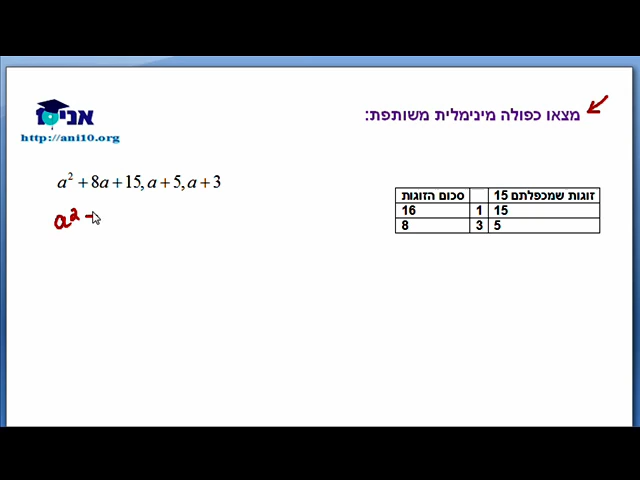 אני10
http://ani10.org
מצאו כפולה מינימלית משותפת:
a² + 8a + 15, a + 5, a + 3
זוגות שמכפלתם 15 סכום הזוגות
15 1 16
5 3 8
a² -